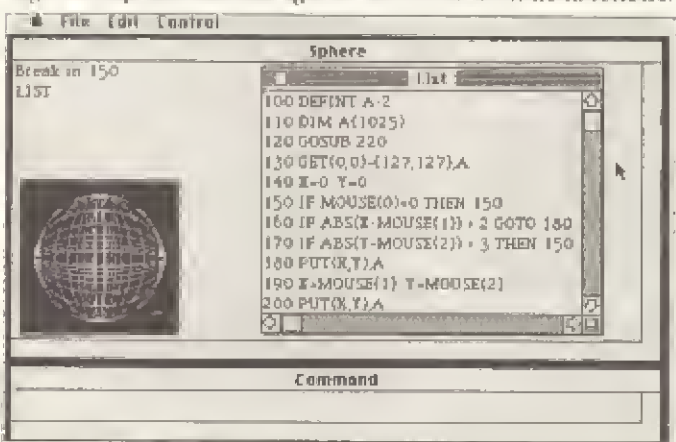 File Edit Control
Sphere
Break in 150
LIST
List
100 DEFINT A-Z
110 DIM A(1025)
120 GOSUB 220
130 GET(0,0)-(127,127),A
140 X=0 Y=0
150 IF MOUSE(0)=0 THEN 150
160 IF ABS(X-MOUSE(1)) > 2 GOTO 180
170 IF ABS(Y-MOUSE(2)) < 3 THEN 150
180 PUT(X,Y),A
190 X=MOUSE(1) Y=MOUSE(2)
200 PUT(X,Y),A
Command